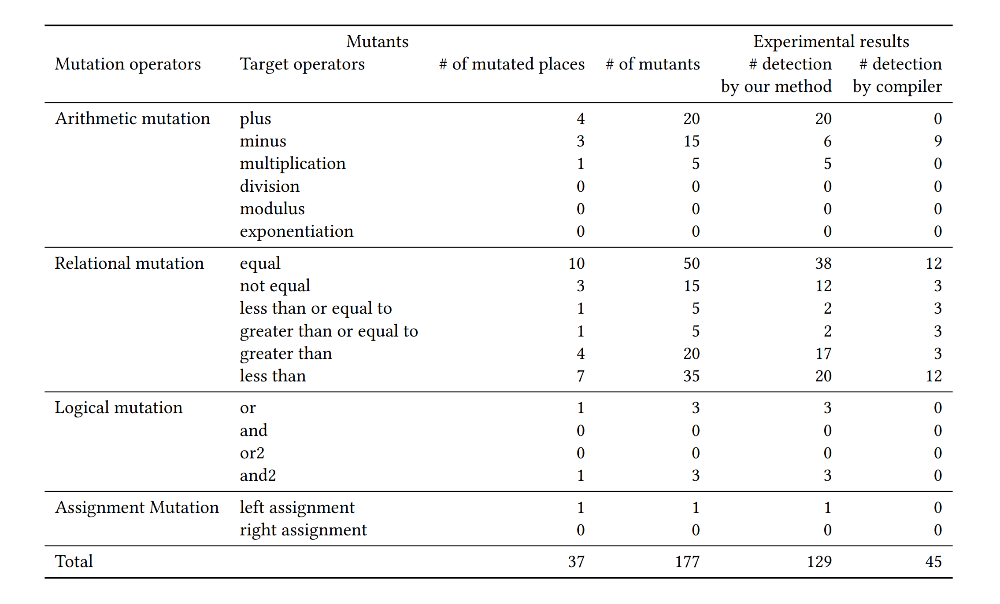 Mutants Experimental results
Mutation operators Target operators # of mutated places # of mutants # detection # detection
by our method by compiler
Arithmetic mutation plus 4 20 20 0
minus 3 15 6 9
multiplication 1 5 5 0
division 0 0 0 0
modulus 0 0 0 0
exponentiation 0 0 0 0
Relational mutation equal 10 50 38 12
not equal 3 15 12 3
less than or equal to 1 5 2 3
greater than or equal to 1 5 2 3
greater than 4 20 17 3
less than 7 35 20 12
Logical mutation or 1 3 3 0
and 0 0 0 0
or2 0 0 0 0
and2 1 3 3 0
Assignment Mutation left assignment 1 1 1 0
right assignment 0 0 0 0
Total 37 177 129 45